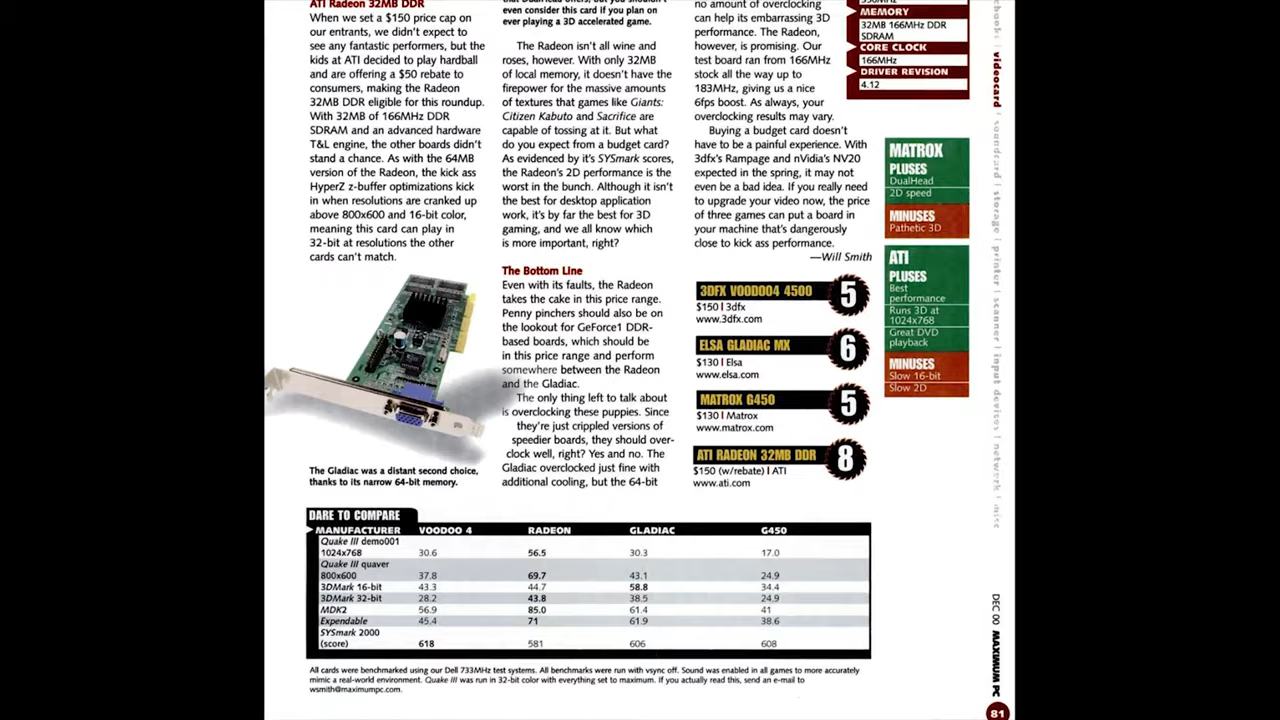 ATI Radeon 32MB DDR
When we set a $150 price cap on
our entrants, we didn't expect to
see any fantastic performers, but the
kids at ATI decided to play hardball
and are offering a $50 rebate to
consumers, making the Radeon
32MB DDR eligible for this roundup.
With 32MB of 166MHz DDR
SDRAM and an advanced hardware
T&L engine, the other boards didn't
stand a chance. As with the 64MB
version of the Radeon, the kick ass
HyperZ z-buffer optimizations kick
in when resolutions are cranked up
above 800x600 and 16-bit color,
meaning this card can play in
32-bit at resolutions the other
cards can't match.
The Gladiac was a distant second choice,
thanks to its narrow 64-bit memory.
even consider this card if you plan on
ever playing a 3D accelerated game.
The Radeon isn't all wine and
roses, however. With only 32MB
of local memory, it doesn't have the
firepower for the massive amounts
of textures that games like Giants:
Citizen Kabuto and Sacrifice are
capable of tossing at it. But what
do you expect from a budget card?
As evidenced by it's SYSmark scores,
the Radeon's 2D performance is the
worst in the bunch. Although it isn't
the best for desktop application
work, it's by far the best for 3D
gaming, and we all know which
is more important, right?
The Bottom Line
Even with its faults, the Radeon
takes the cake in this price range.
Penny pinchers should also be on
the lookout for GeForce1 DDR-
based boards, which should be
in this price range and perform
somewhere between the Radeon
and the Gladiac.
The only thing left to talk about
is overclocking these puppies. Since
they're just crippled versions of
speedier boards, they should over-
clock well, right? Yes and no. The
Gladiac overclocked just fine with
additional cooling, but the 64-bit
no amount of overclocking
can help its embarrassing 3D
performance. The Radeon,
however, is promising. Our
test board ran from 166MHz
stock all the way up to
183MHz, giving us a nice
6fps boost. As always, your
overclocking results may vary.
Buying a budget card doesn't
have to be a painful experience. With
3dfx's Rampage and nVidia's NV20
expected in the spring, it may not
even be a bad idea. If you really need
to upgrade your video now, the price
of three games can put a board in
your machine that's dangerously
close to kick ass performance.
—Will Smith
3DFX VOODOO4 4500 5
$150 | 3dfx
www.3dfx.com
ELSA GLADIAC MX 6
$130 | Elsa
www.elsa.com
MATROX G450 5
$130 | Matrox
www.matrox.com
ATI RADEON 32MB DDR 8
$150 (w/rebate) | ATI
www.ati.com
MEMORY
32MB 166MHz DDR
SDRAM
CORE CLOCK
166MHz
DRIVER REVISION
4.12
MATROX
PLUSES
DualHead
2D speed
MINUSES
Pathetic 3D
ATI
PLUSES
Best
performance
Runs 3D at
1024x768
Great DVD
playback
MINUSES
Slow 16-bit
Slow 2D
videocard
DARE TO COMPARE
MANUFACTURER VOODOO 4 RADEON GLADIAC G450
Quake III demo001
1024x768 30.6 56.5 30.3 17.0
Quake III quaver
800x600 37.8 69.7 43.1 24.9
3DMark 16-bit 43.3 44.7 58.8 34.4
3DMark 32-bit 28.2 43.8 38.5 24.9
MDK2 56.9 85.0 61.4 41
Expendable 45.4 71 61.9 38.6
SYSmark 2000
(score) 618 581 606 608
All cards were benchmarked using our Dell 733MHz test systems. All benchmarks were run with vsync off. Sound was enabled in all games to more accurately
mimic a real-world environment. Quake III was run in 32-bit color with everything set to maximum. If you actually read this, send an e-mail to
wsmith@maximumpc.com.
DEC 00 MAXIMUM PC
81